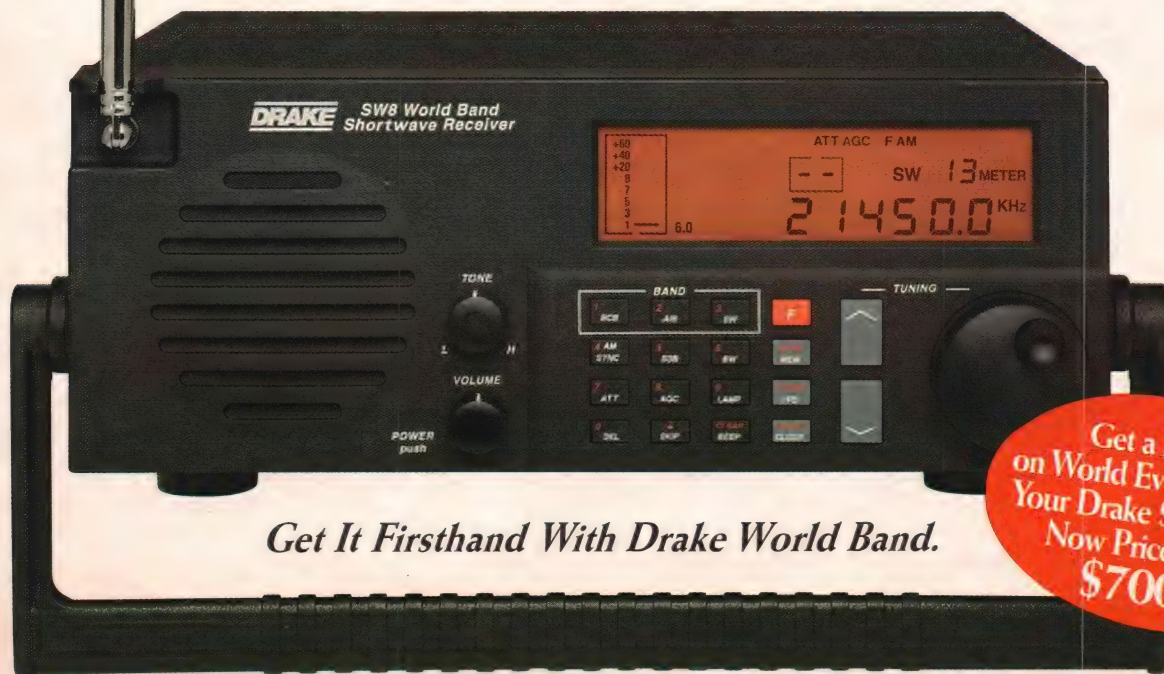 DRAKE SW8 World Band
Shortwave Receiver
ATT AGC F AM
+60
+40
+20
9
7
5
3
1
6.0
--
SW 13 METER
21450.0 KHz
TONE
L H
VOLUME
POWER
push
BAND
TUNING
1 BCB
2 AIR
3 SW
F
4 AM SYNC
5 SSB
6 BW
7 ATT
8 AGC
9 LAMP
0 DEL
SKIP
CLEAR BEEP
CLOCK
Get a
on World
Your Drake
Now
$700
Get It Firsthand With Drake World Band.